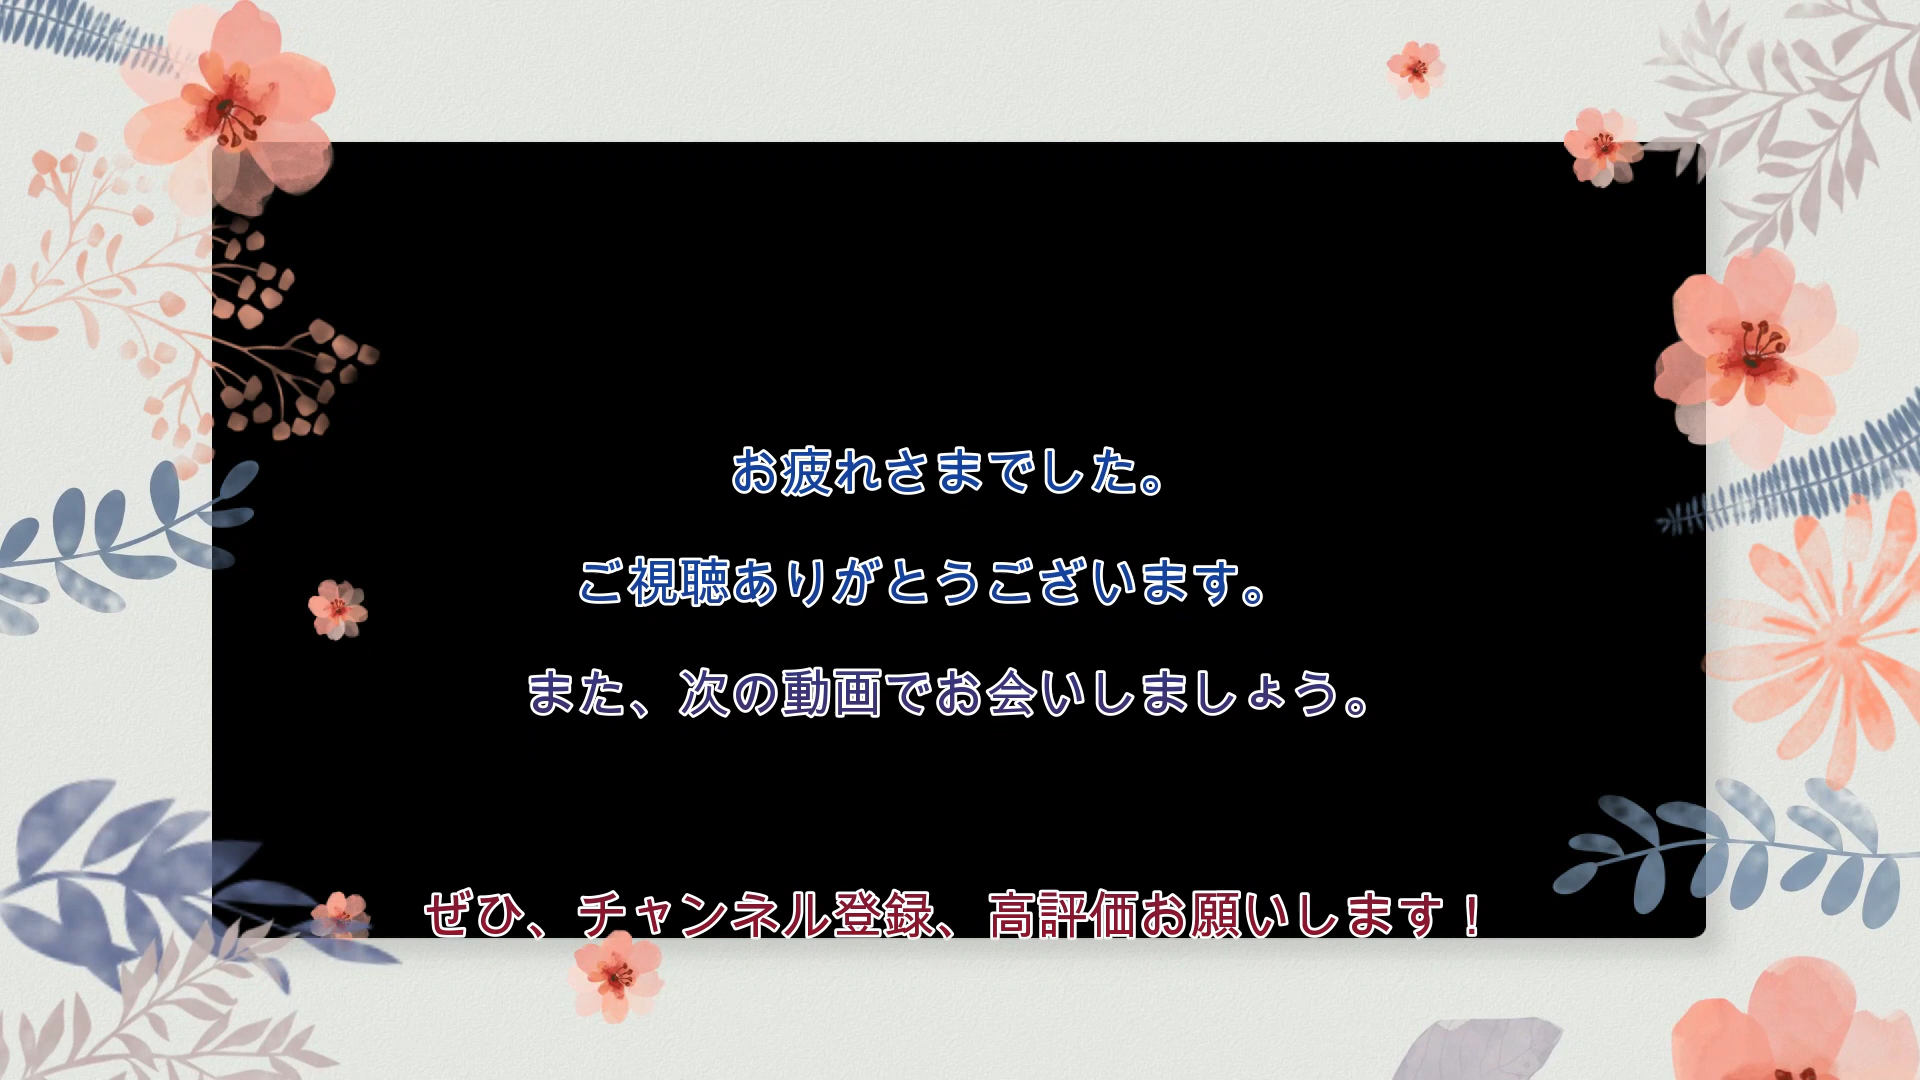 お疲れさまでした。
ご視聴ありがとうございます。
また、次の動画でお会いしましょう。
ぜひ、チャンネル登録、高評価お願いします！